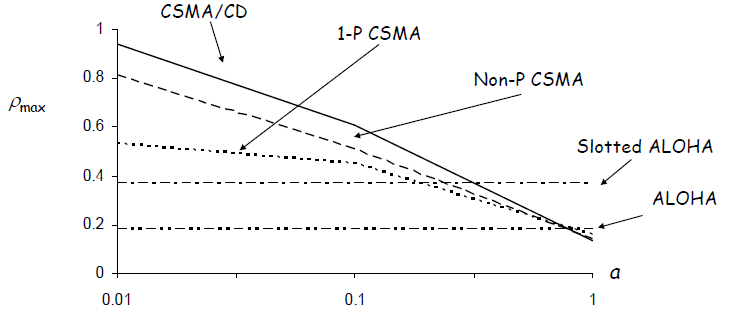 1
CSMA/CD
1-P CSMA
0.8
Non-P CSMA
ρmax
0.6
Slotted ALOHA
0.4
ALOHA
0.2
0
a
0.01
0.1
1